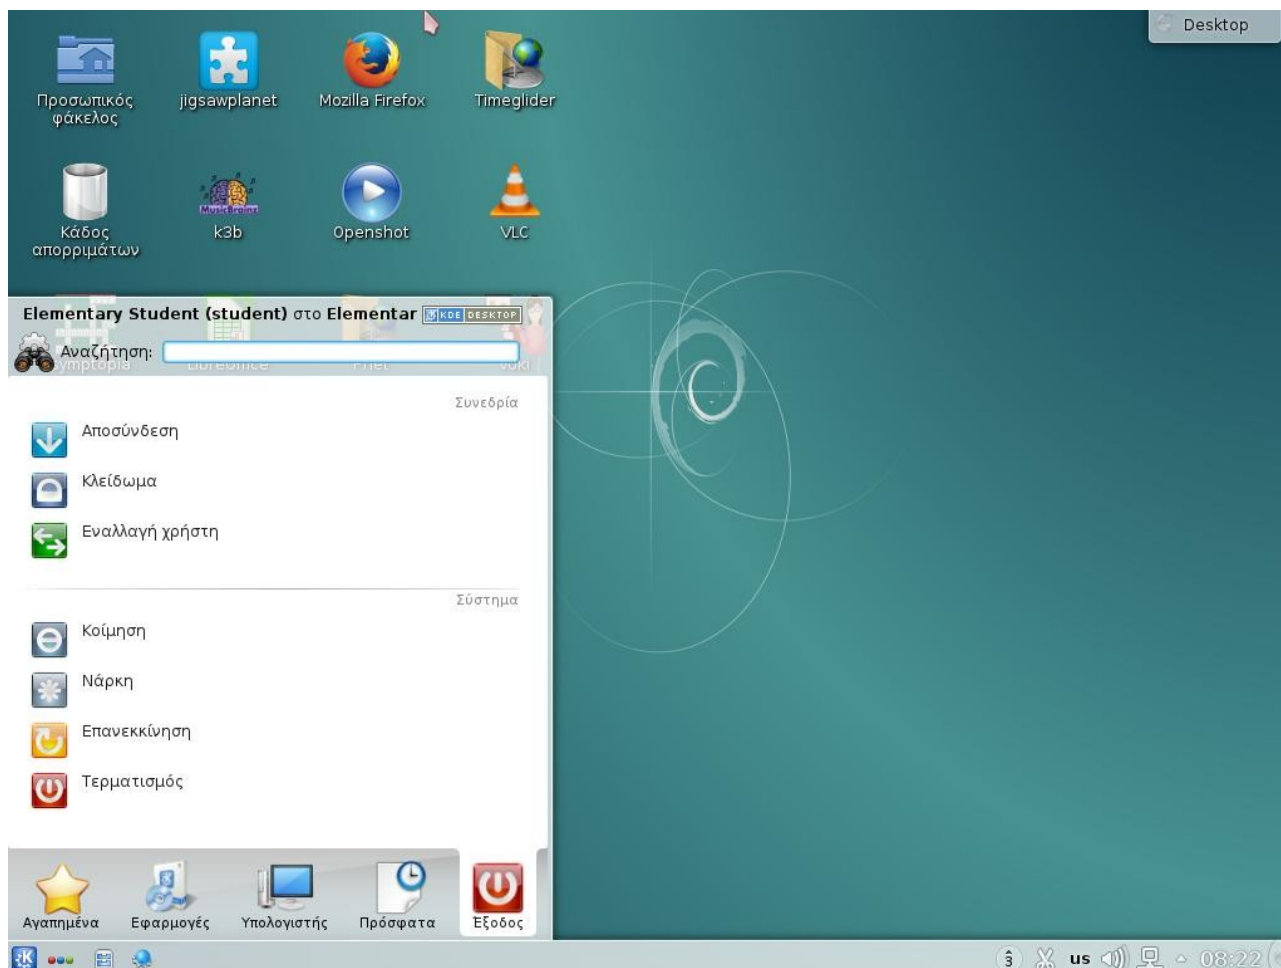 Desktop
Προσωπικός
φάκελος
jigsawplanet
Mozilla Firefox
Timeglider
Κάδος
απορριμάτων
MusicBrainz
k3b
Openshot
VLC
Elementary Student (student) στο Elementar
KDE DESKTOP
Αναζήτηση:
LibreOffice
Συνεδρία
Αποσύνδεση
Κλείδωμα
Εναλλαγή χρήστη
Σύστημα
Κοίμηση
Νάρκη
Επανεκκίνηση
Τερματισμός
Αγαπημένα
Εφαρμογές
Υπολογιστής
Πρόσφατα
Έξοδος
us
08:22